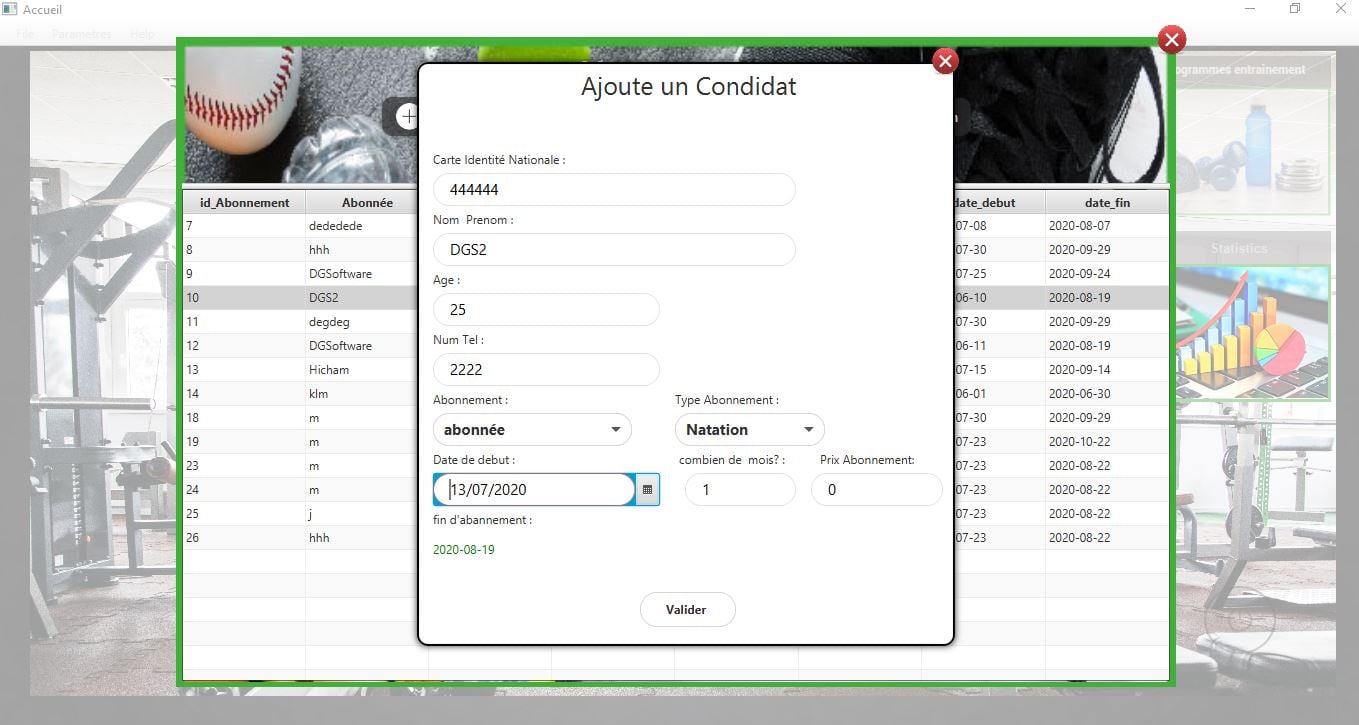 Accueil
File Parametres Help
Ajoute un Condidat
Carte Identité Nationale :
444444
Nom Prenom :
DGS2
Age :
25
Num Tel :
2222
Abonnement : Type Abonnement :
abonnée Natation
Date de debut : combien de mois? : Prix Abonnement:
13/07/2020 1 0
fin d'abannement :
2020-08-19
Valider
id_Abonnement Abonnée date_debut date_fin
7 dededede 07-08 2020-08-07
8 hhh 07-30 2020-09-29
9 DGSoftware 07-25 2020-09-24
10 DGS2 06-10 2020-08-19
11 degdeg 07-30 2020-09-29
12 DGSoftware 06-11 2020-08-19
13 Hicham 07-15 2020-09-14
14 klm 06-01 2020-06-30
18 m 07-30 2020-09-29
19 m 07-23 2020-10-22
23 m 07-23 2020-08-22
24 m 07-23 2020-08-22
25 j 07-23 2020-08-22
26 hhh 07-23 2020-08-22
ogrammes entrainement
Statistics